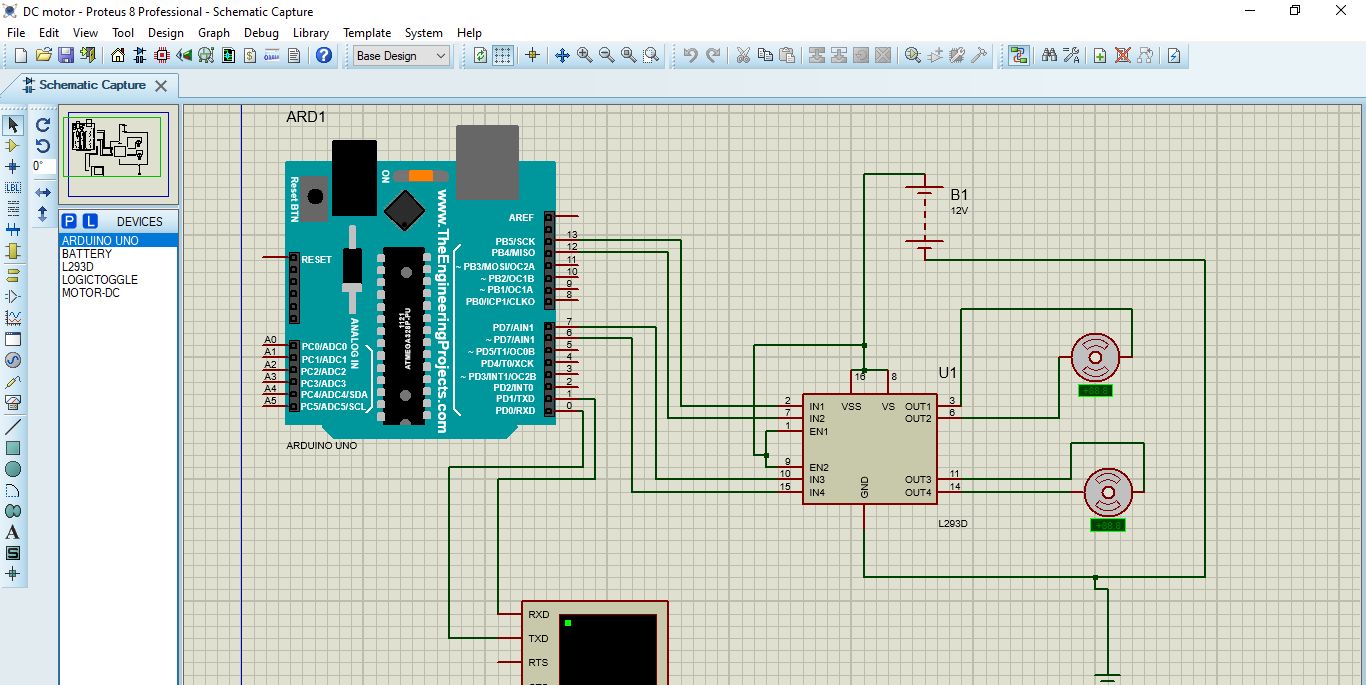 DC motor - Proteus 8 Professional - Schematic Capture
File Edit View Tool Design Graph Debug Library Template System Help
Base Design
Schematic Capture
0°
P L DEVICES
ARDUINO UNO
BATTERY
L293D
LOGICTOGGLE
MOTOR-DC
LBL
A
S
ARD1
Reset BTN
ON
www.TheEngineeringProjects.com
ANALOG IN
ATMEGA328P-PU
1121
RESET
A0 PC0/ADC0
A1 PC1/ADC1
A2 PC2/ADC2
A3 PC3/ADC3
A4 PC4/ADC4/SDA
A5 PC5/ADC5/SCL
AREF
PB5/SCK 13
PB4/MISO 12
~ PB3/MOSI/OC2A 11
~ PB2/OC1B 10
~ PB1/OC1A 9
PB0/ICP1/CLKO 8
PD7/AIN1 7
~ PD7/AIN1 6
~ PD5/T1/OC0B 5
PD4/T0/XCK 4
~ PD3/INT1/OC2B 3
PD2/INT0 2
PD1/TXD 1
PD0/RXD 0
ARDUINO UNO
B1
12V
U1
16 8
VSS VS
2 IN1 OUT1 3
7 IN2 OUT2 6
1 EN1
9 EN2
10 IN3 OUT3 11
15 IN4 OUT4 14
GND
L293D
+88.8
+88.8
RXD
TXD
RTS